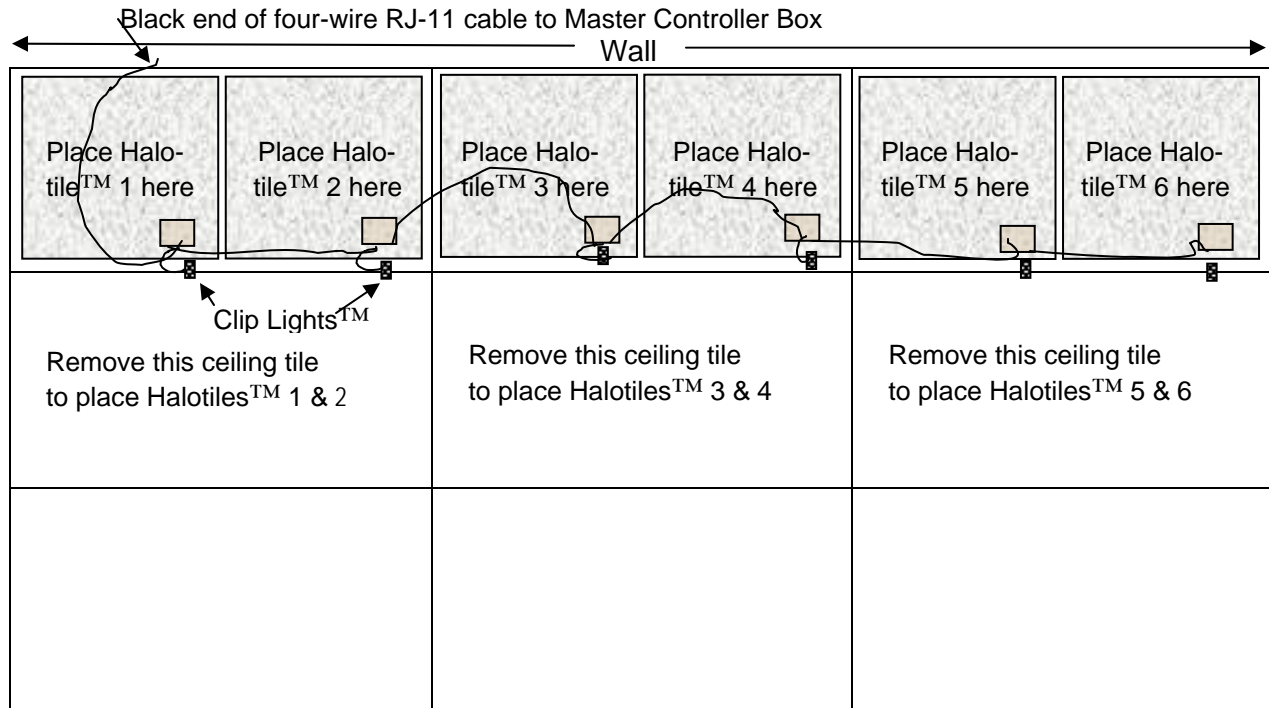 Black end of four-wire RJ-11 cable to Master Controller Box
Wall
Place Halo-
tile™ 1 here
Place Halo-
tile™ 2 here
Place Halo-
tile™ 3 here
Place Halo-
tile™ 4 here
Place Halo-
tile™ 5 here
Place Halo-
tile™ 6 here
Clip Lights™
Remove this ceiling tile
to place Halotiles™ 1 & 2
Remove this ceiling tile
to place Halotiles™ 3 & 4
Remove this ceiling tile
to place Halotiles™ 5 & 6